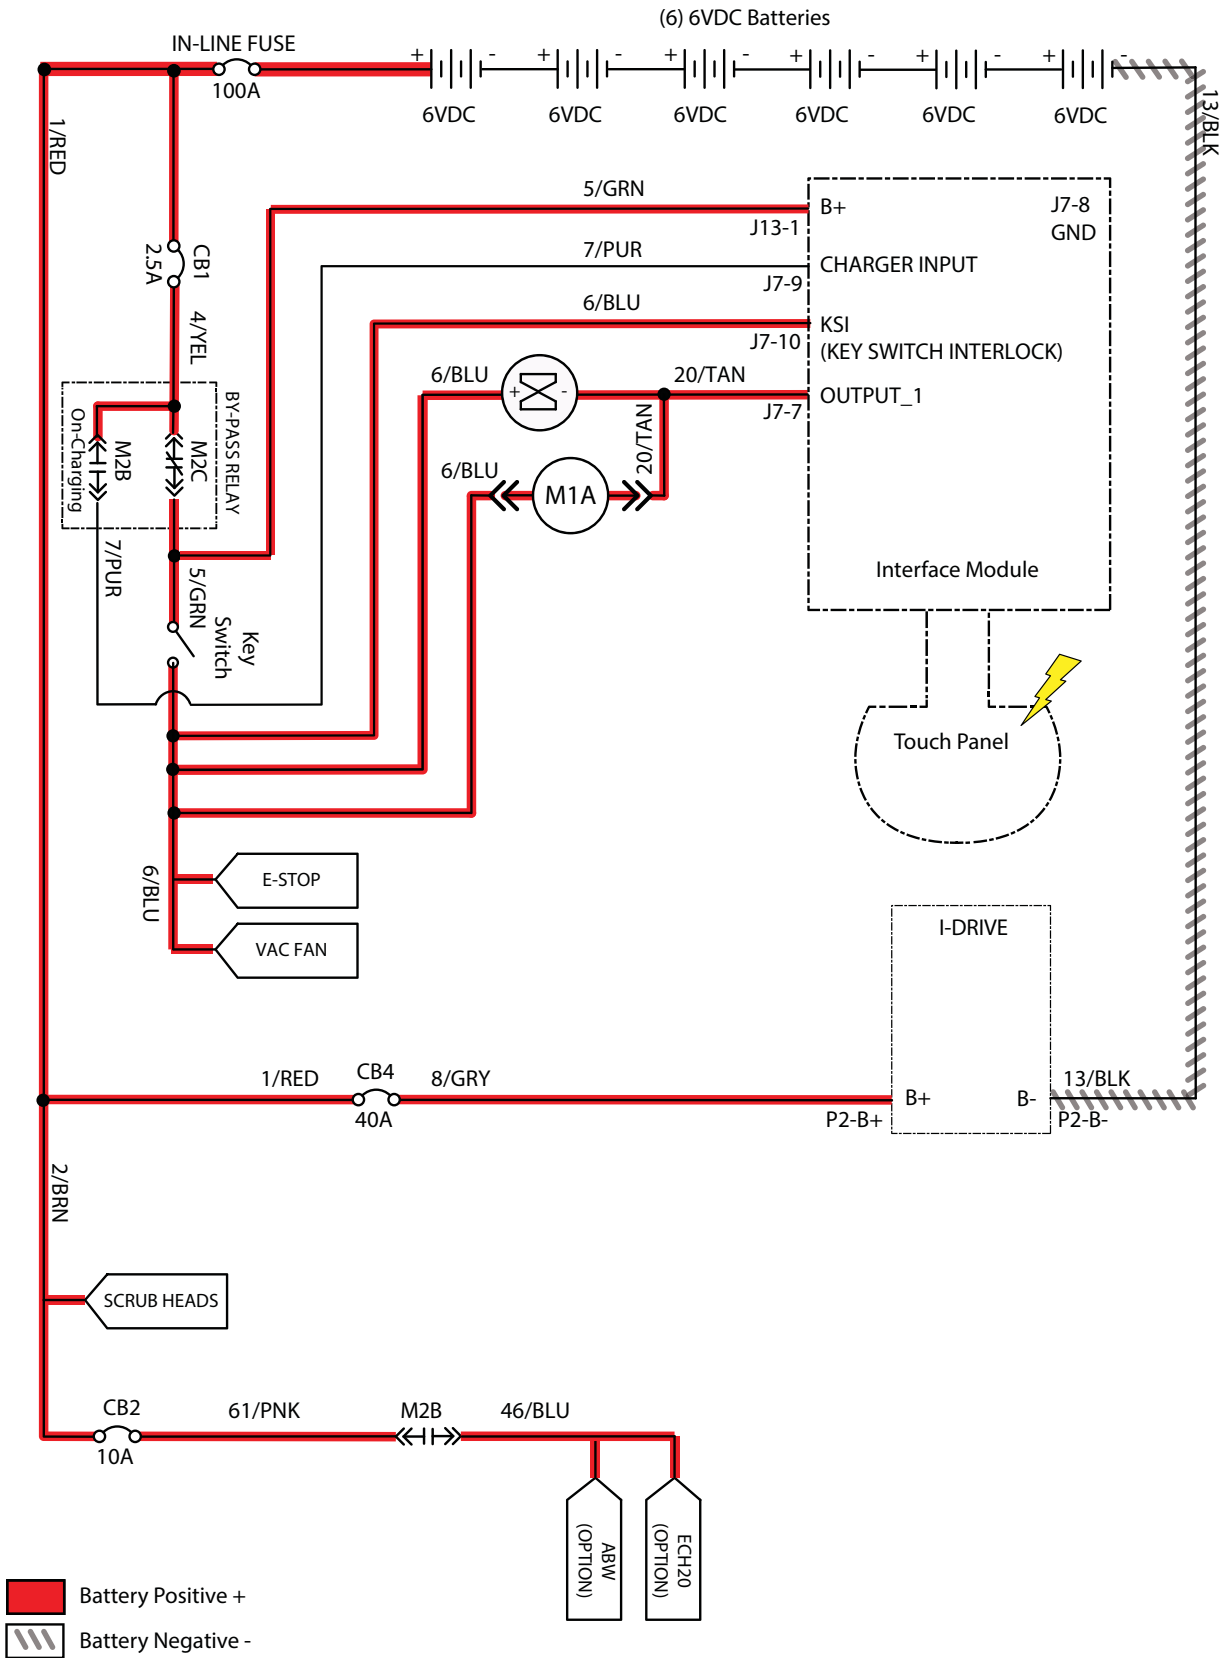 (6) 6VDC Batteries
IN-LINE FUSE
100A
+ - + - + - + - + - + -
6VDC 6VDC 6VDC 6VDC 6VDC 6VDC
1/RED
13/BLK
5/GRN
B+
J13-1
J7-8
GND
7/PUR
CHARGER INPUT
J7-9
CB1
2.5A
6/BLU
KSI
J7-10
(KEY SWITCH INTERLOCK)
4/YEL
6/BLU
+ -
20/TAN
OUTPUT_1
J7-7
20/TAN
BY-PASS RELAY
On-Charging
M2B
M2C
6/BLU
M1A
7/PUR
5/GRN
Key
Switch
Interface Module
Touch Panel
6/BLU
E-STOP
VAC FAN
I-DRIVE
1/RED
CB4
40A
8/GRY
B+
B-
P2-B+
13/BLK
P2-B-
2/BRN
SCRUB HEADS
CB2
10A
61/PNK
M2B
46/BLU
ABW
(OPTION)
ECH20
(OPTION)
Battery Positive +
Battery Negative -